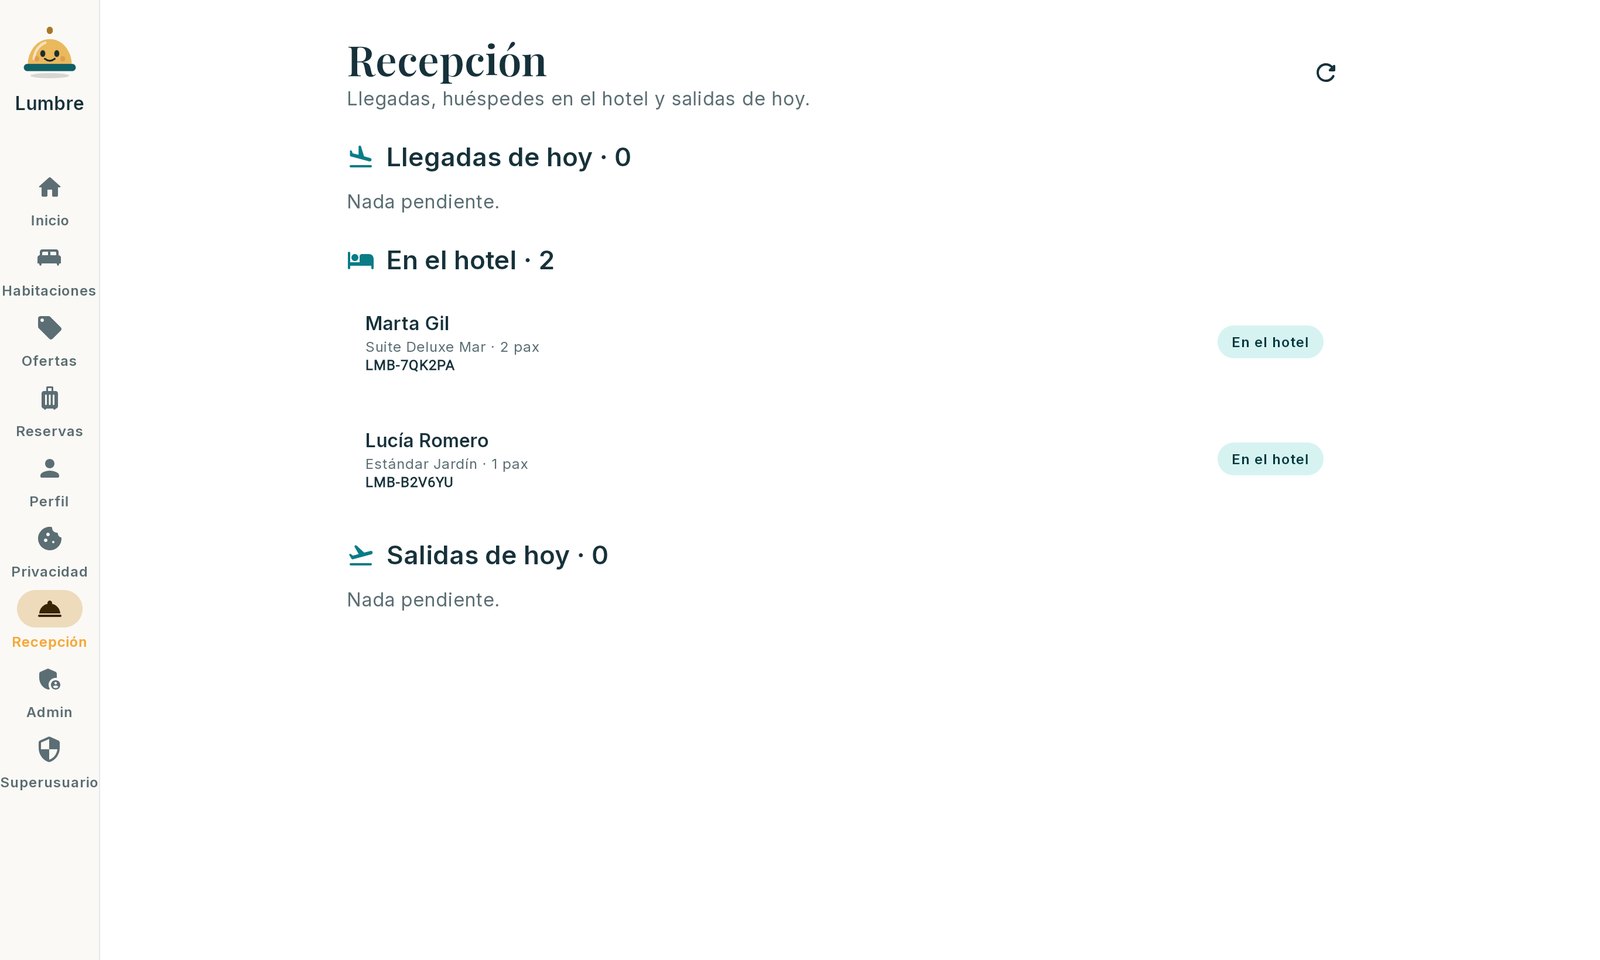 Lumbre
Inicio
Habitaciones
Ofertas
Reservas
Perfil
Privacidad
Recepción
Admin
Superusuario
Recepción
Llegadas, huéspedes en el hotel y salidas de hoy.
Llegadas de hoy · 0
Nada pendiente.
En el hotel · 2
Marta Gil
Suite Deluxe Mar · 2 pax
LMB-7QK2PA
En el hotel
Lucía Romero
Estándar Jardín · 1 pax
LMB-B2V6YU
En el hotel
Salidas de hoy · 0
Nada pendiente.